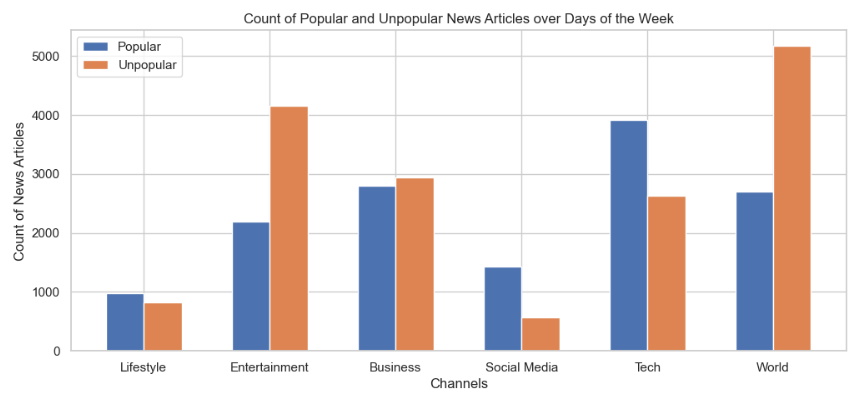 Count of Popular and Unpopular News Articles over Days of the Week
Popular
Unpopular
Count of News Articles
5000
4000
3000
2000
1000
0
Lifestyle
Entertainment
Business
Social Media
Tech
World
Channels